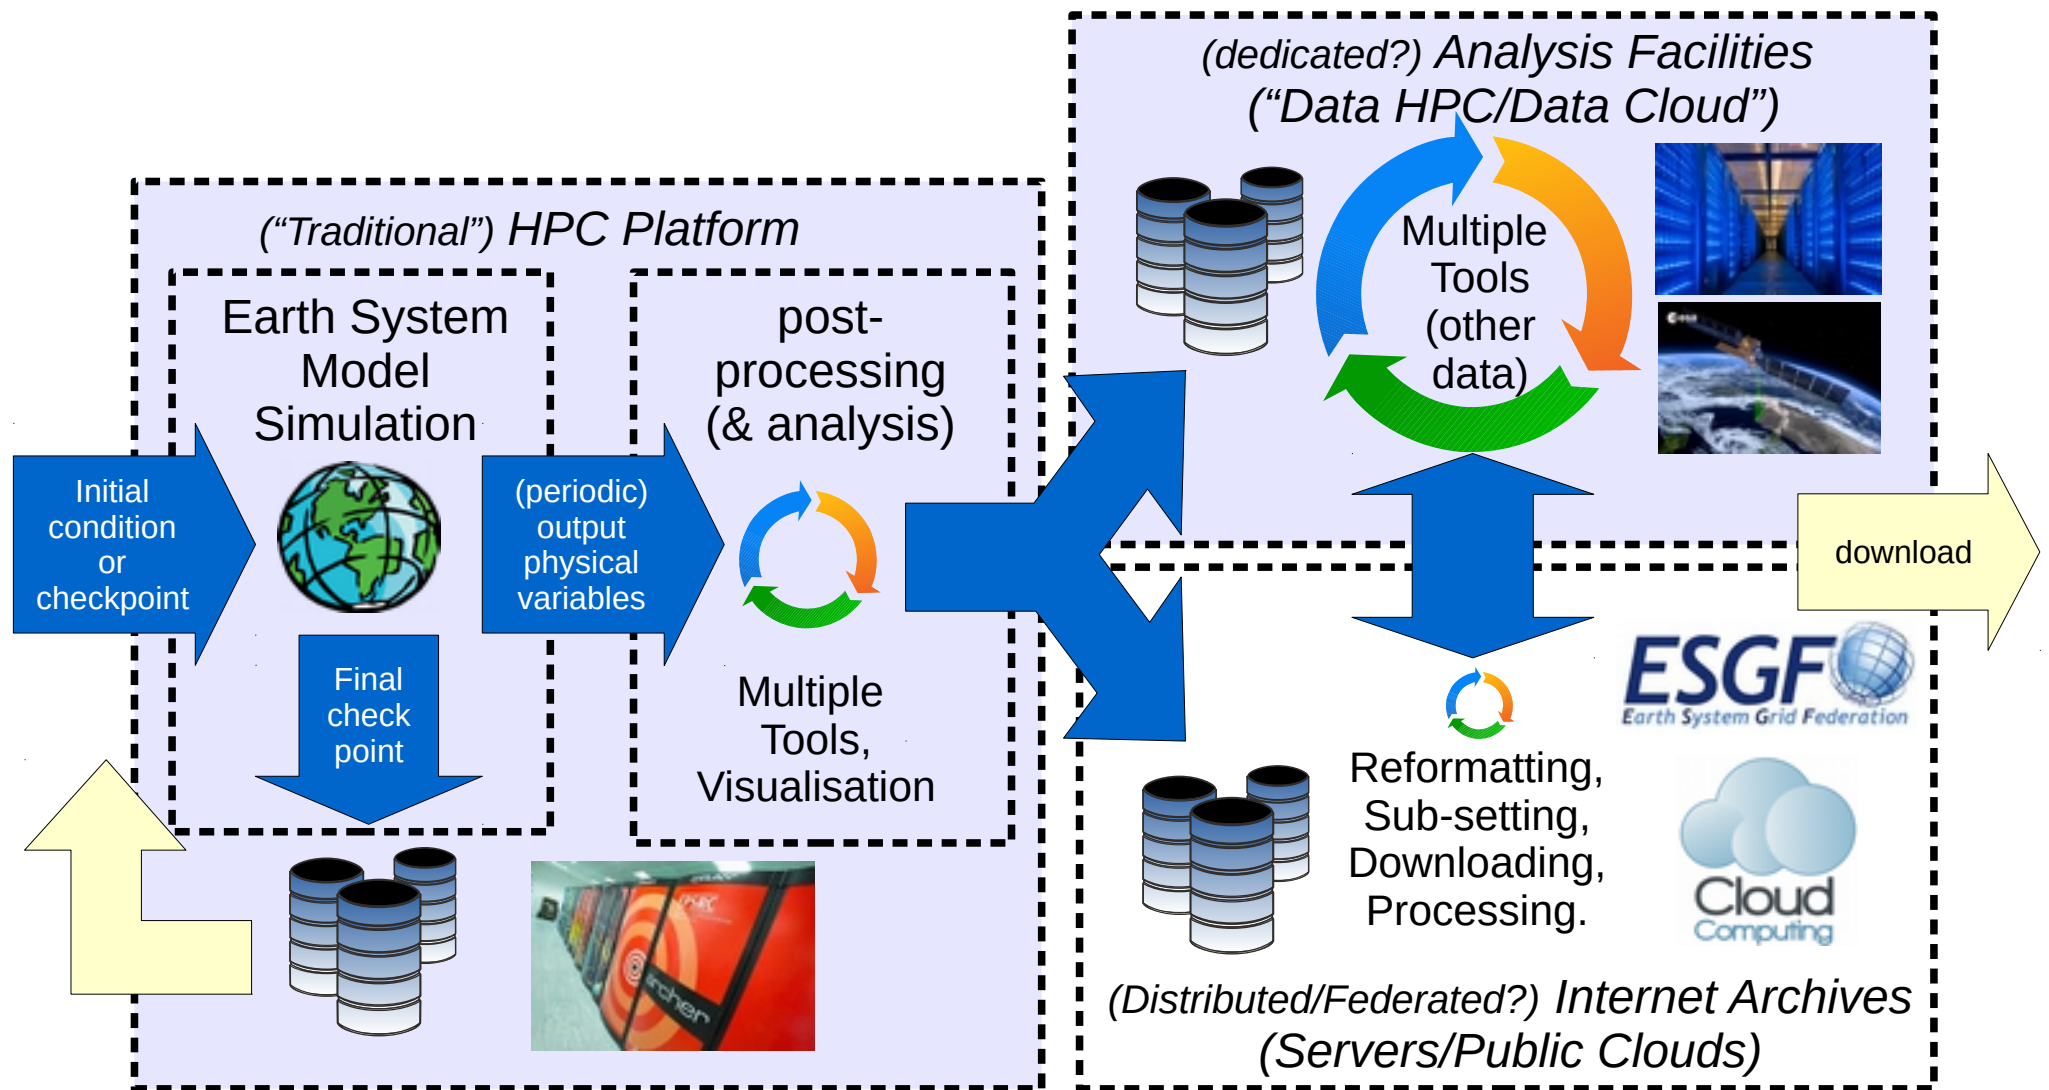 (dedicated?) Analysis Facilities
(“Data HPC/Data Cloud”)
Multiple
Tools
(other
data)
esa
(“Traditional”) HPC Platform
Earth System
Model
Simulation
post-
processing
(& analysis)
Initial
condition
or
checkpoint
(periodic)
output
physical
variables
Final
check
point
Multiple
Tools,
Visualisation
archer
download
ESGF
Earth System Grid Federation
Reformatting,
Sub-setting,
Downloading,
Processing.
Cloud
Computing
(Distributed/Federated?) Internet Archives
(Servers/Public Clouds)